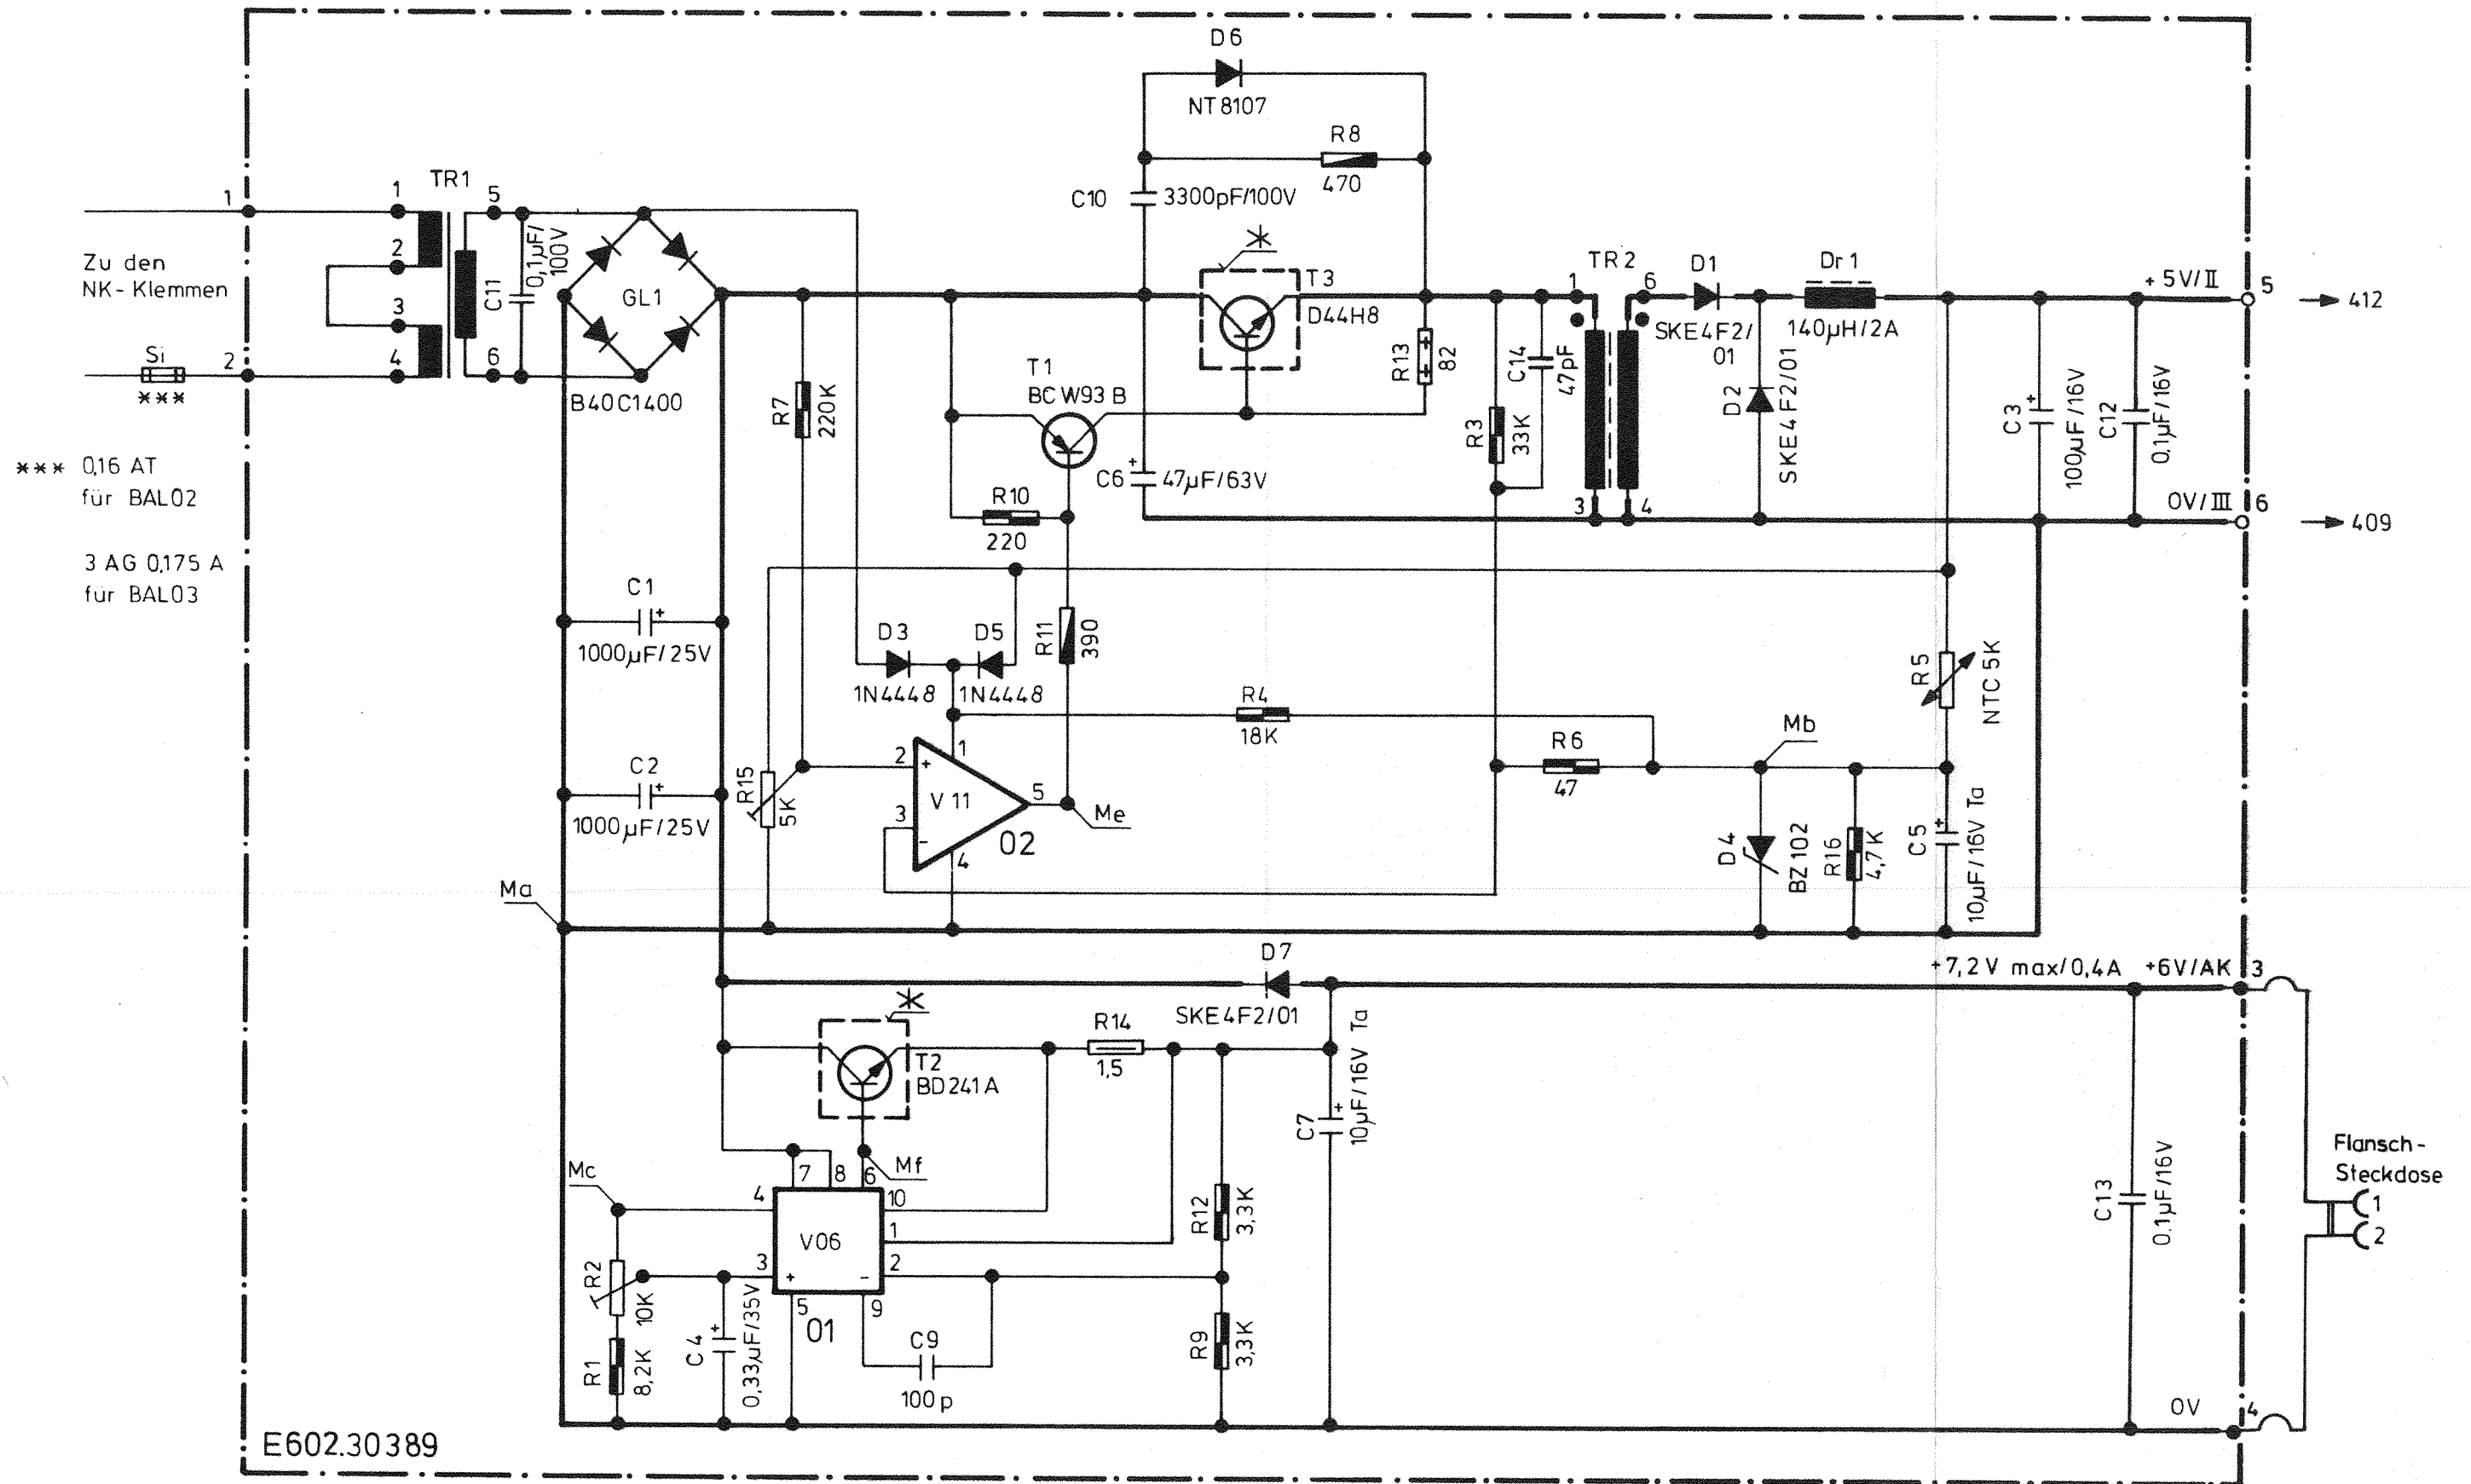 D6
NT8107
R8
470
C10
3300pF/100V
*
T3
D44H8
TR1
1
1
2
3
4
5
6
Zu den
NK-Klemmen
Si
2
***
C11
0,1µF/
100V
GL1
B40C1400
*** 0,16 AT
für BAL02
3 AG 0,175 A
für BAL03
R7
220K
T1
BCW93B
R10
220
C6
+
47µF/63V
R13
82
R3
33K
C14
47pF
TR2
1
6
3
4
D1
SKE4F2/
01
D2
SKE4F2/01
Dr1
140µH/2A
C3
+
100µF/16V
C12
0,1µF/16V
+5V/II
5
412
0V/III
6
409
C1
+
1000µF/25V
C2
+
1000µF/25V
D3
1N4448
D5
1N4448
R11
390
R4
18K
R15
5K
2
+
1
V11
3
-
4
5
02
Me
R6
47
Mb
R5
NTC 5K
D4
BZ102
R16
4,7K
C5
+
10µF/16V Ta
Ma
D7
SKE4F2/01
+7,2V max/0,4A
+6V/AK
3
*
T2
BD241A
R14
1,5
C7
+
10µF/16V Ta
Mc
Mf
7
8
6
4
10
1
V06
3
+
-
2
5
9
01
R2
10K
R1
8,2K
C4
+
0,33µF/35V
C9
100p
R12
3,3K
R9
3,3K
C13
0,1µF/16V
Flansch-
Steckdose
1
2
0V
4
E602.30389